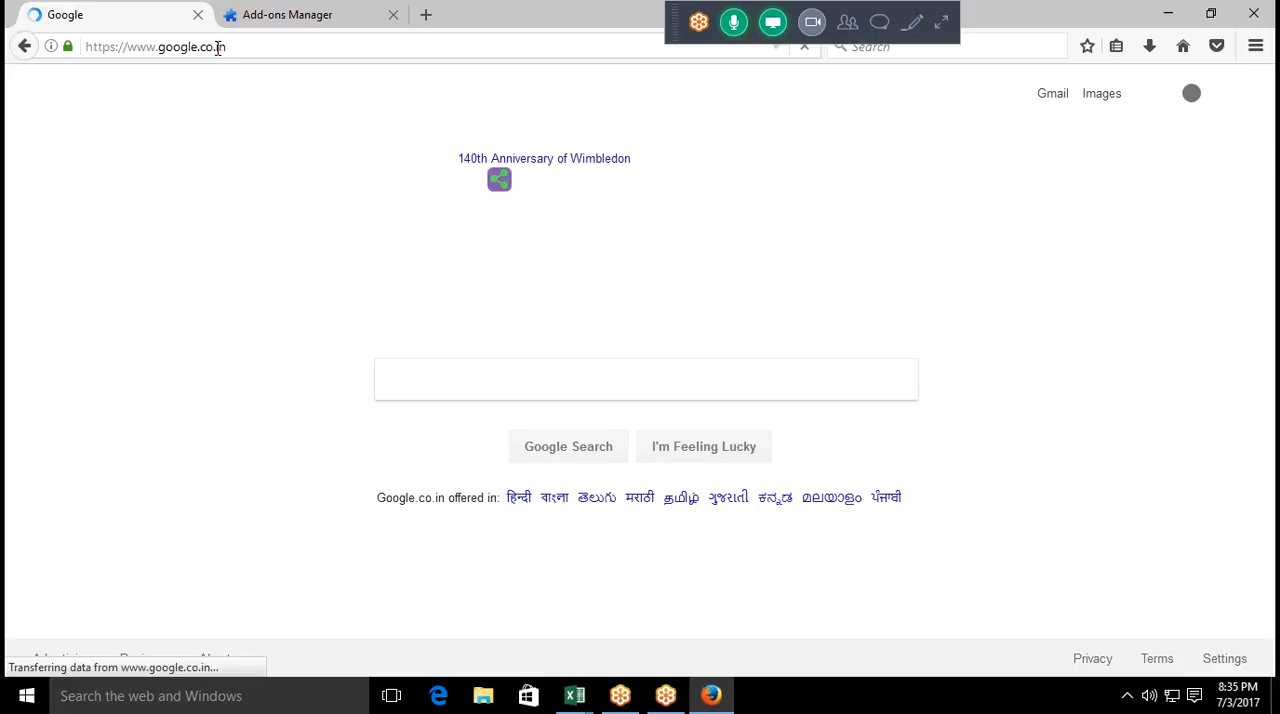 Google
Add-ons Manager
https://www.google.co.in
Search
Gmail Images
140th Anniversary of Wimbledon
Google Search I'm Feeling Lucky
Google.co.in offered in: हिन्दी বাংলা తెలుగు मराठी தமிழ் ગુજરાતી ಕನ್ನಡ മലയാളം ਪੰਜਾਬੀ
Privacy Terms Settings
Transferring data from www.google.co.in...
Search the web and Windows
8:35 PM
7/3/2017